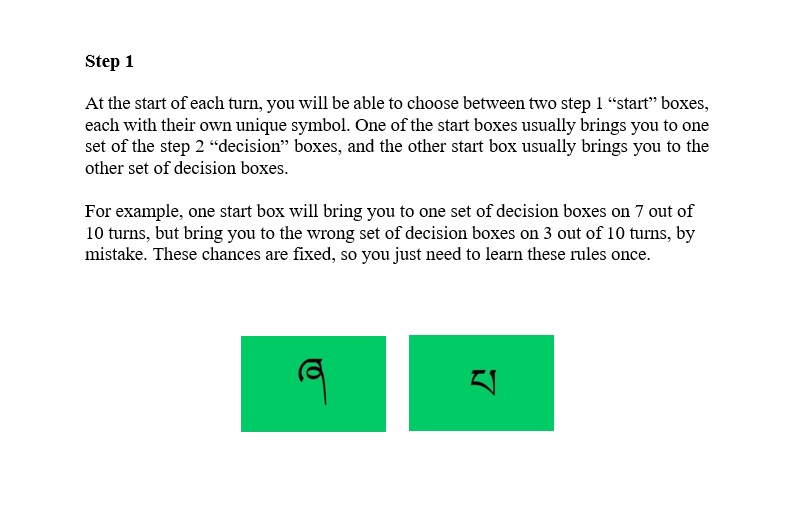 Step 1
At the start of each turn, you will be able to choose between two step 1 “start” boxes,
each with their own unique symbol. One of the start boxes usually brings you to one
set of the step 2 “decision” boxes, and the other start box usually brings you to the
other set of decision boxes.
For example, one start box will bring you to one set of decision boxes on 7 out of
10 turns, but bring you to the wrong set of decision boxes on 3 out of 10 turns, by
mistake. These chances are fixed, so you just need to learn these rules once.
ཞ པ